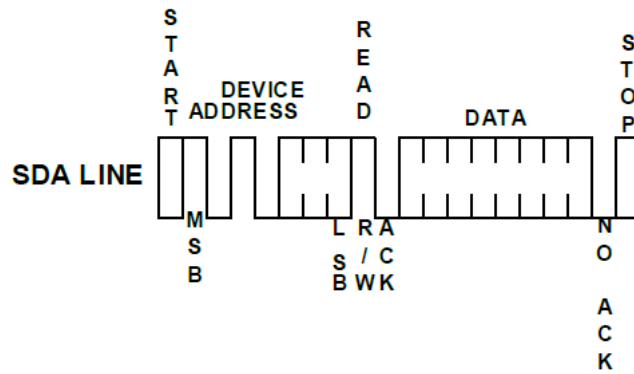 START
DEVICE
ADDRESS
READ
DATA
STOP
SDA LINE
MSB
LSB
R/W
ACK
NO ACK